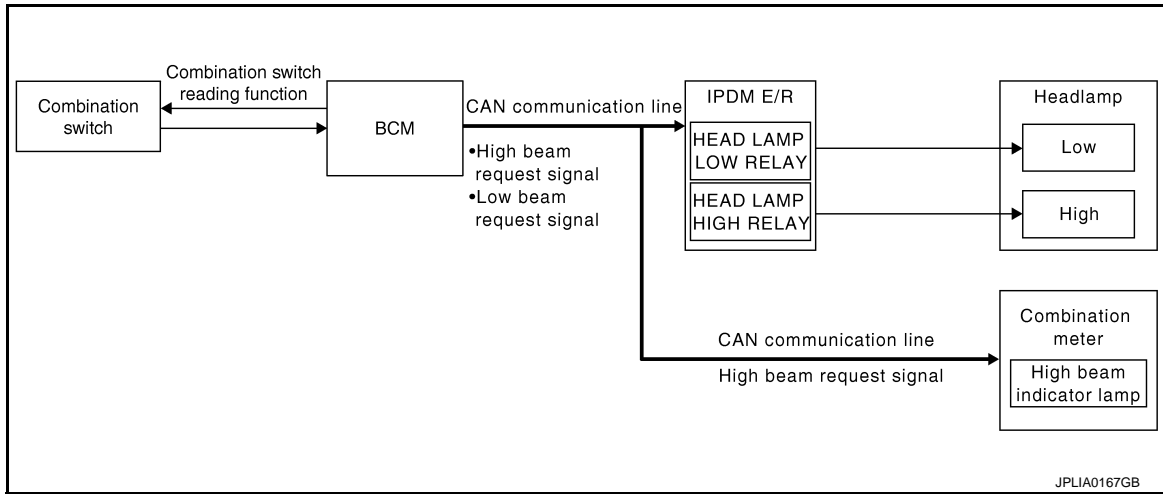 Combination switch
reading function
Combination
switch
BCM
CAN communication line
•High beam
request signal
•Low beam
request signal
IPDM E/R
HEAD LAMP
LOW RELAY
HEAD LAMP
HIGH RELAY
Headlamp
Low
High
CAN communication line
High beam request signal
Combination
meter
High beam
indicator lamp
JPLIA0167GB